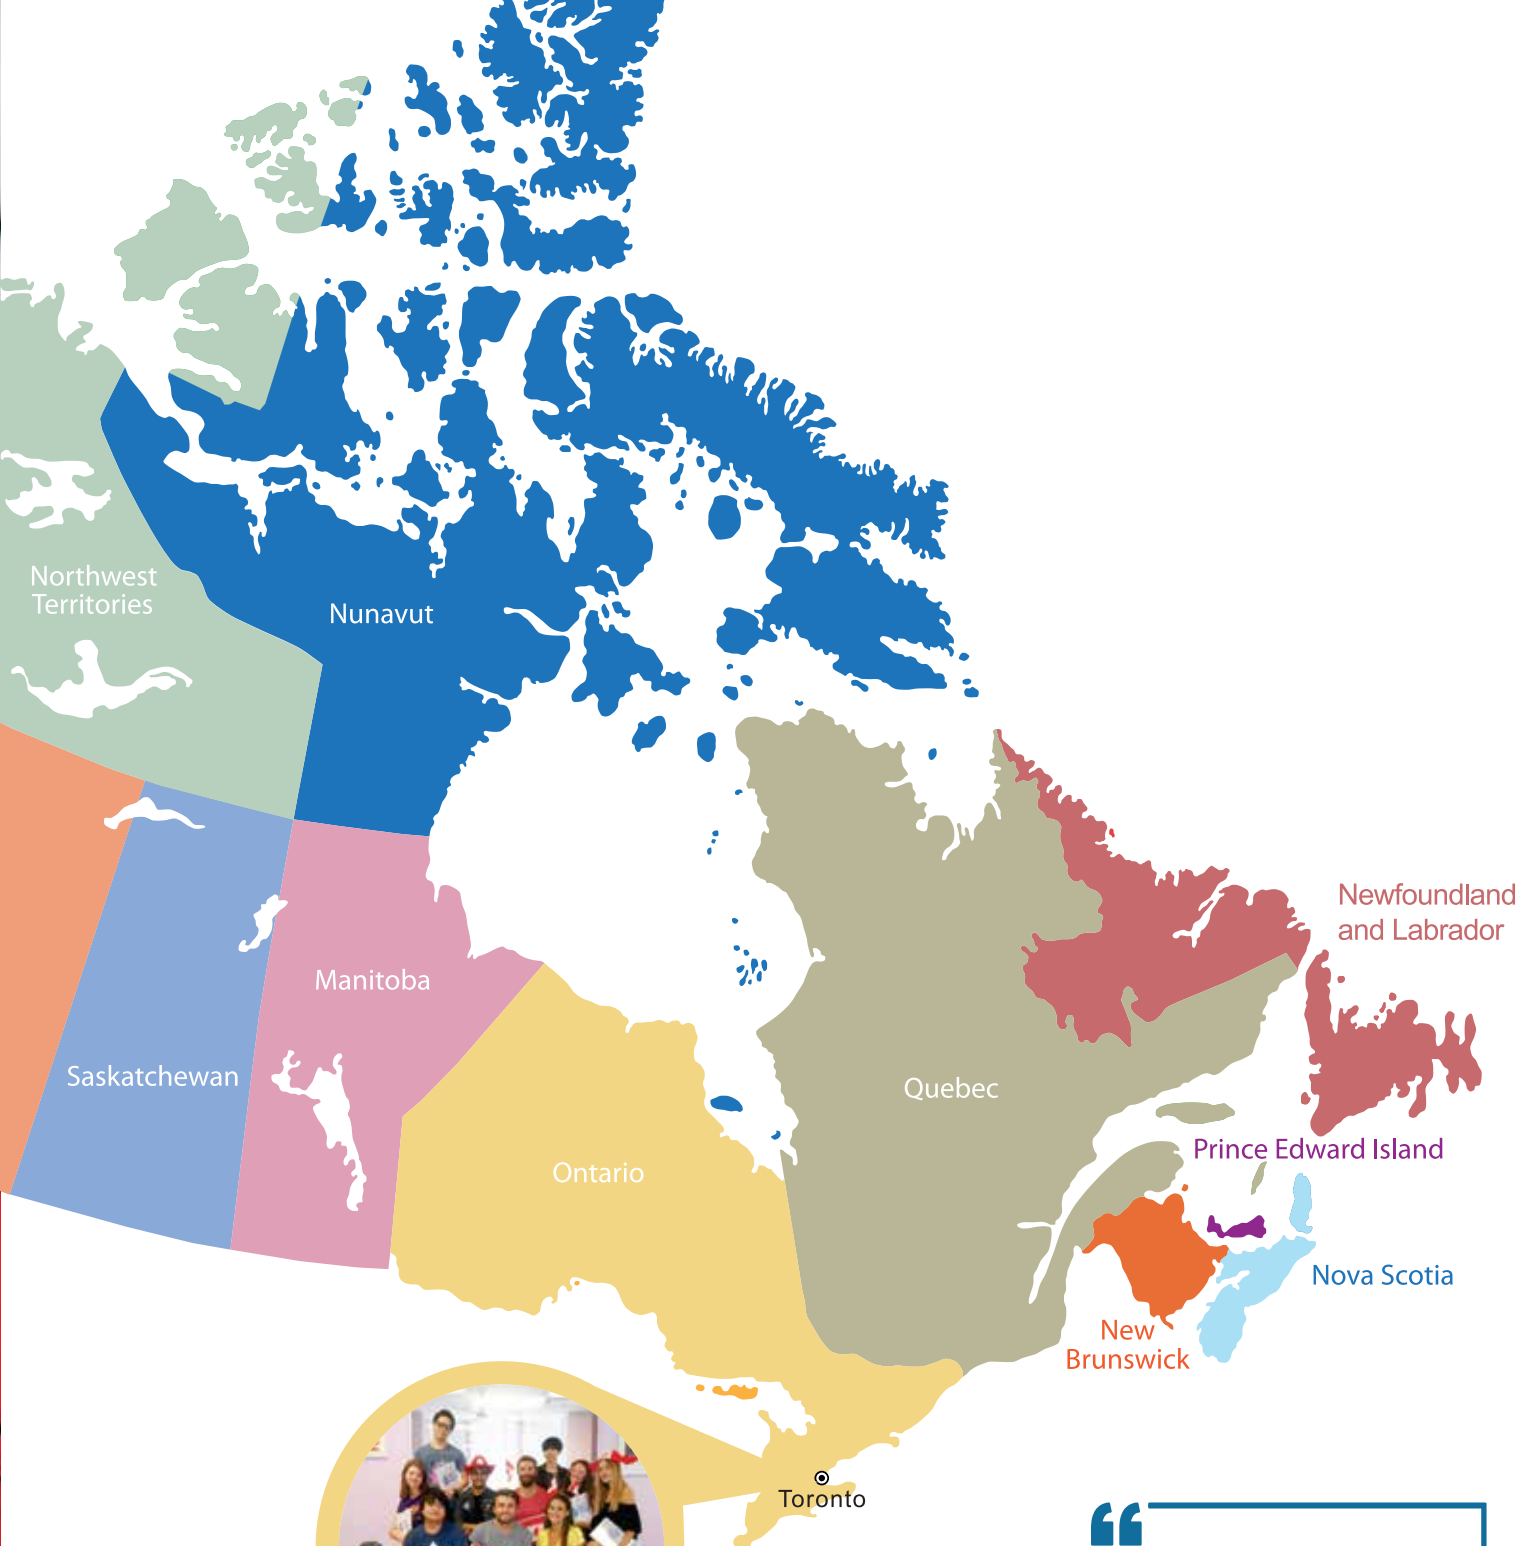 Northwest
Territories
Nunavut
Newfoundland
and Labrador
Manitoba
Saskatchewan
Quebec
Prince Edward Island
Ontario
Nova Scotia
New
Brunswick
Toronto
“